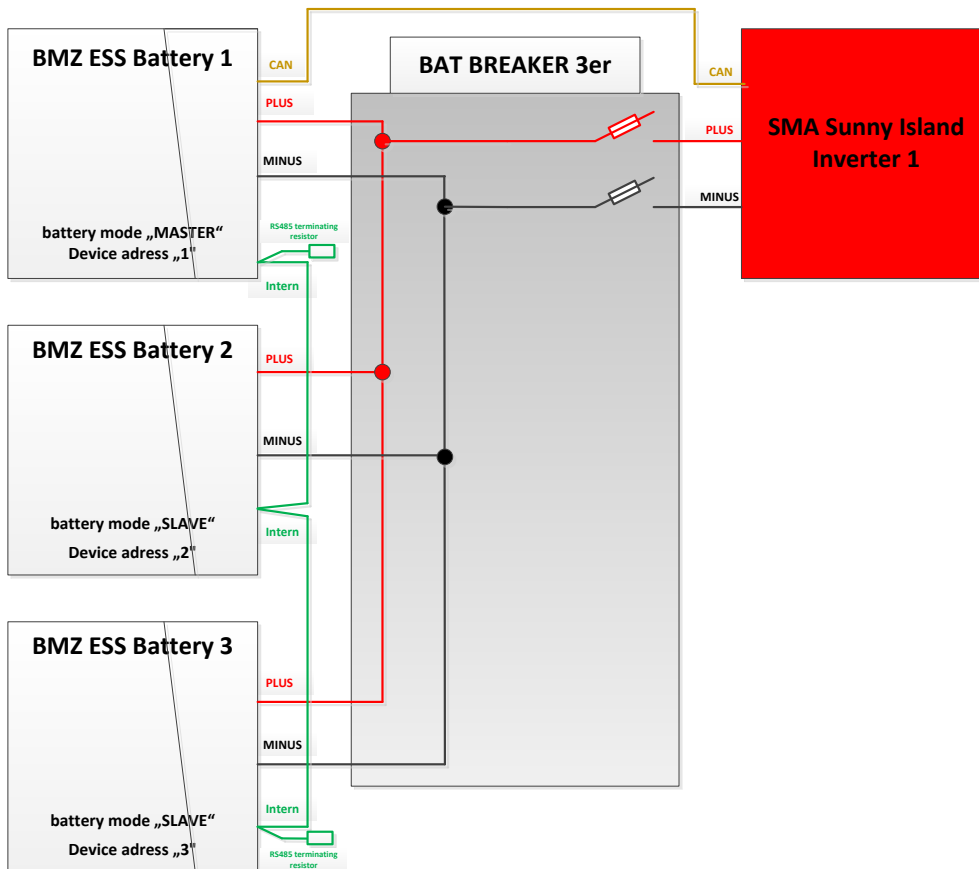 BMZ ESS Battery 1
CAN
PLUS
MINUS
battery mode „MASTER“
Device adress „1"
RS485 terminating
resistor
Intern
BAT BREAKER 3er
CAN
PLUS
MINUS
SMA Sunny Island
Inverter 1
BMZ ESS Battery 2
PLUS
MINUS
battery mode „SLAVE“
Device adress „2"
Intern
BMZ ESS Battery 3
PLUS
MINUS
battery mode „SLAVE“
Device adress „3"
Intern
RS485 terminating
resistor